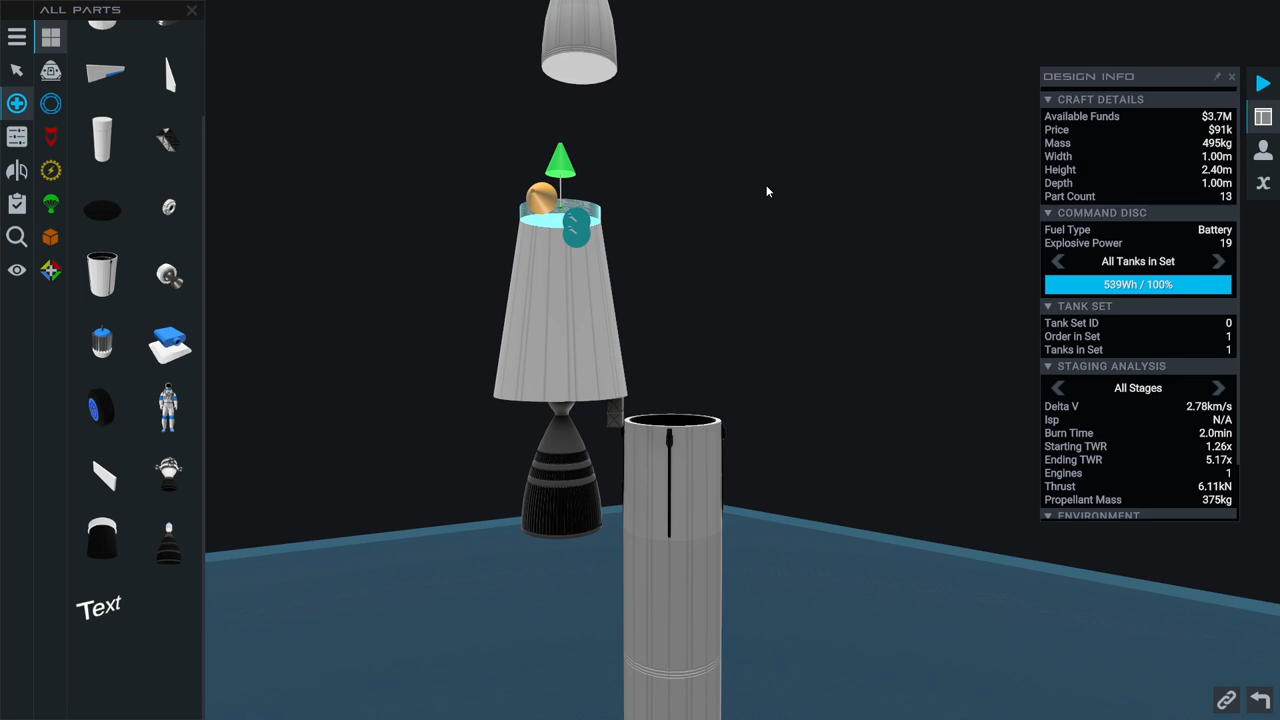 ALL PARTS
Text
DESIGN INFO
CRAFT DETAILS
Available Funds $3.7M
Price $91k
Mass 495kg
Width 1.00m
Height 2.40m
Depth 1.00m
Part Count 13
COMMAND DISC
Fuel Type Battery
Explosive Power 19
All Tanks in Set
539Wh / 100%
TANK SET
Tank Set ID 0
Order in Set 1
Tanks in Set 1
STAGING ANALYSIS
All Stages
Delta V 2.78km/s
Isp N/A
Burn Time 2.0min
Starting TWR 1.26x
Ending TWR 5.17x
Engines 1
Thrust 6.11kN
Propellant Mass 375kg
ENVIRONMENT